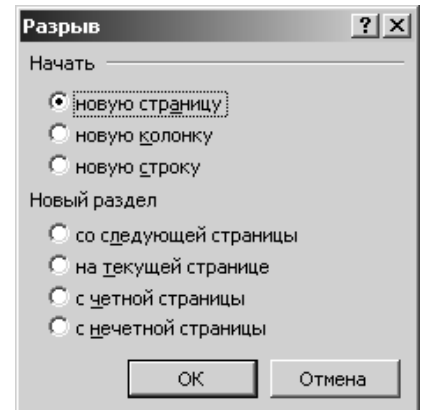 Разрыв
Начать
новую страницу
новую колонку
новую строку
Новый раздел
со следующей страницы
на текущей странице
с четной страницы
с нечетной страницы
ОК Отмена